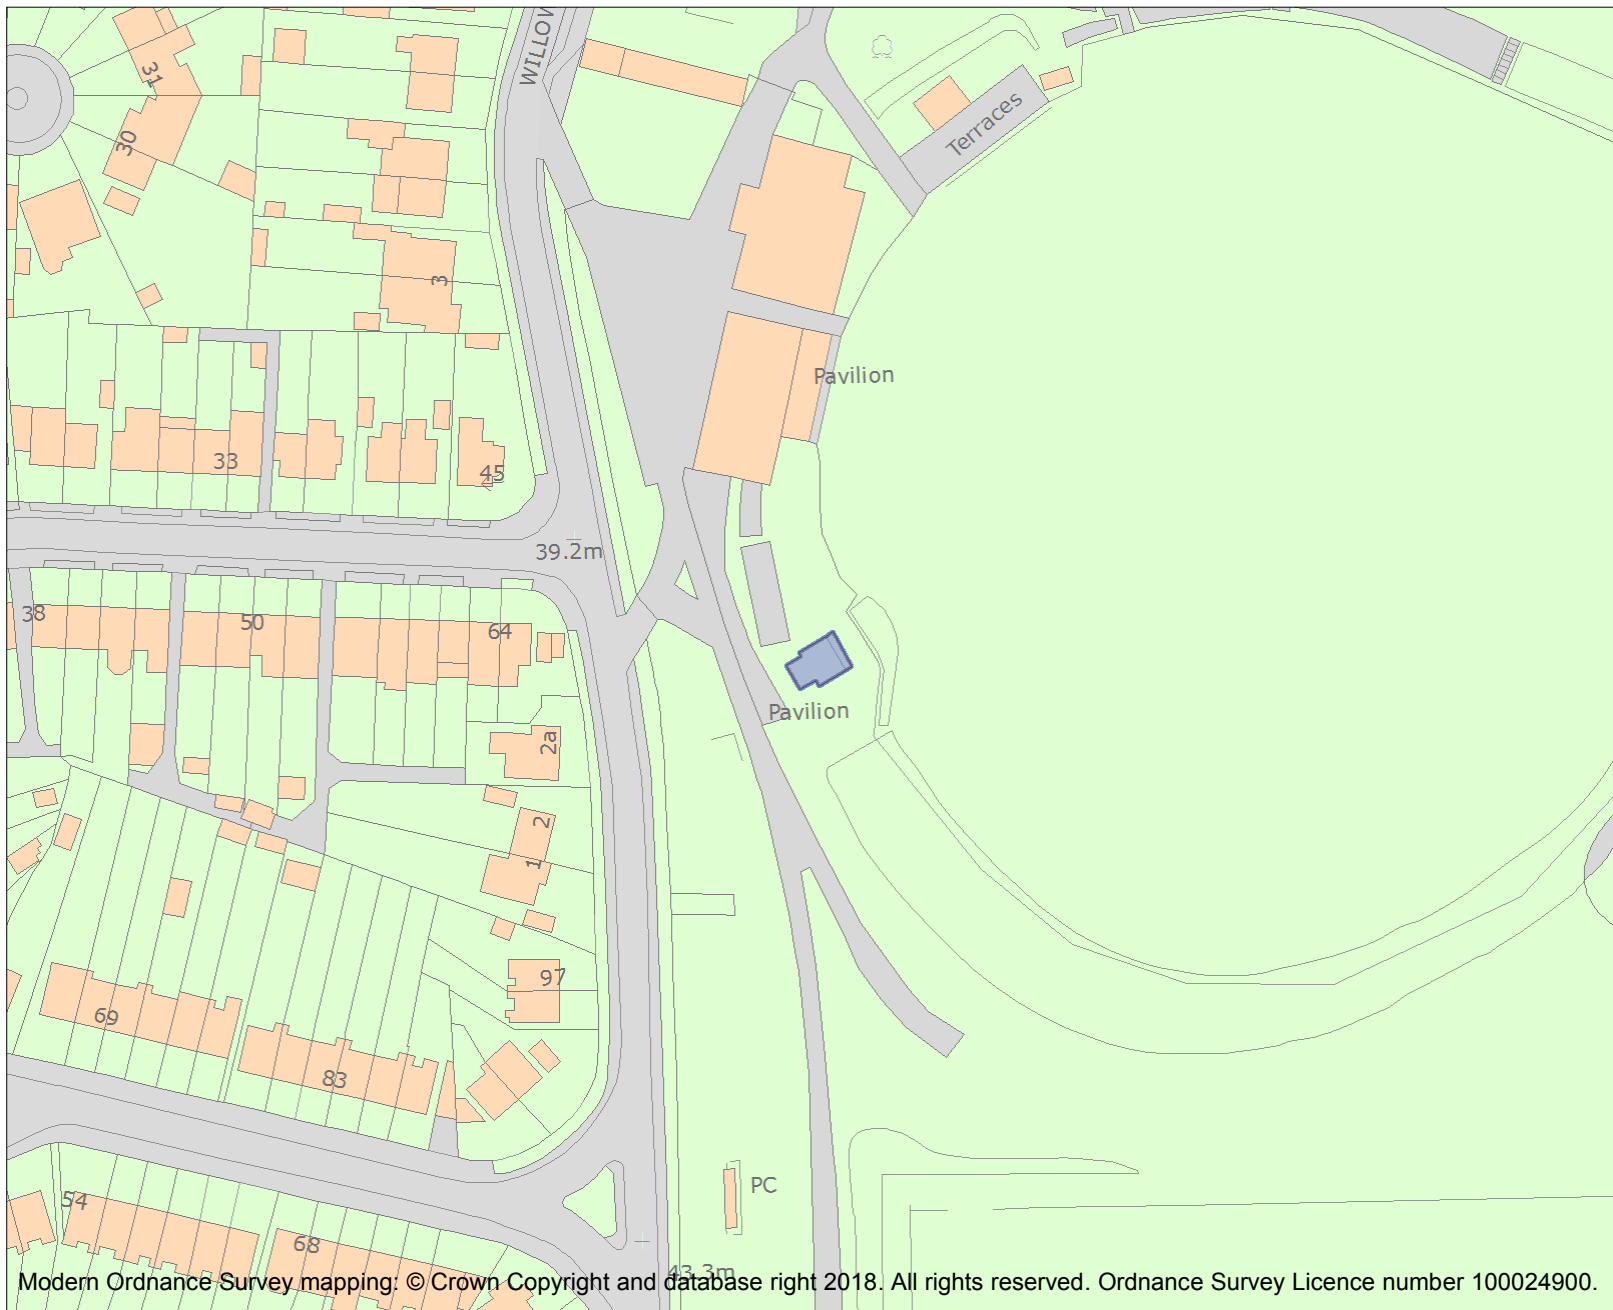 WILLOW
31
30
Terraces
3
Pavilion
33
45
39.2m
38
50
64
Pavilion
2a
2
1
97
69
83
PC
54
68
43.3m
Modern Ordnance Survey mapping: © Crown Copyright and database right 2018. All rights reserved. Ordnance Survey Licence number 100024900.